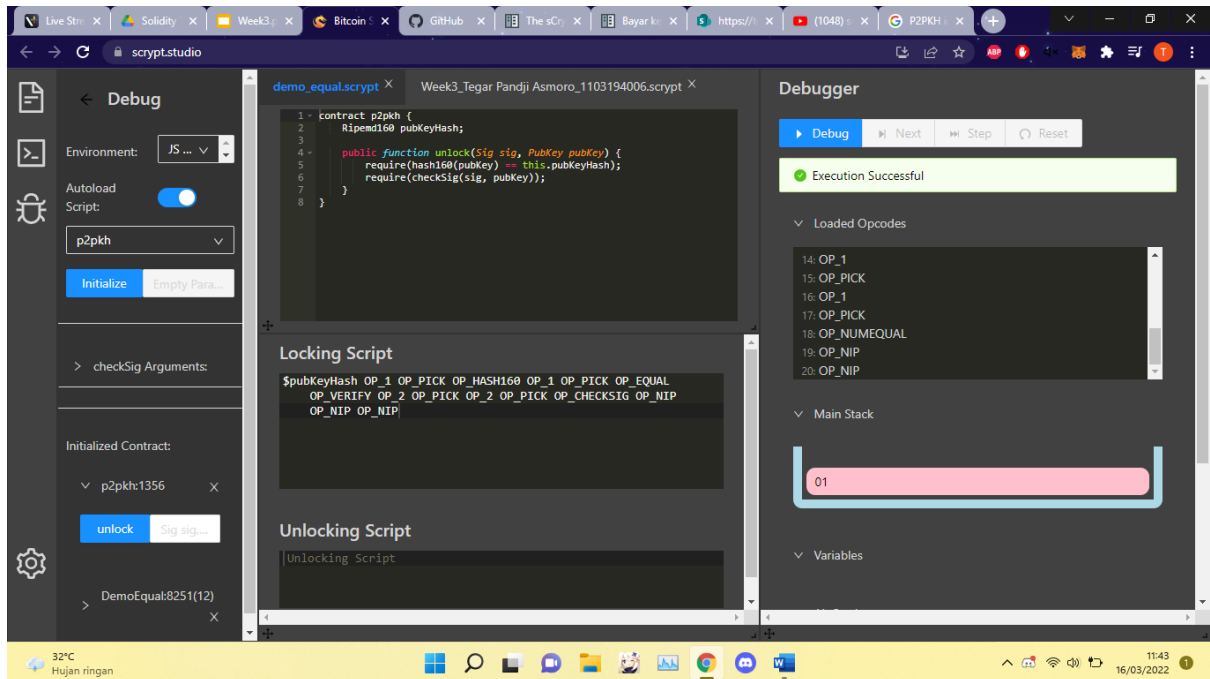 Live Stre
Solidity
Week3.p
Bitcoin S
GitHub
The sCry
Bayar ke
https://t
(1048) s
P2PKH i
scrypt.studio
ABP
T
Debug
Environment:
JS ...
Autoload
Script:
p2pkh
Initialize
Empty Para...
checkSig Arguments:
Initialized Contract:
p2pkh:1356
unlock
Sig sig,...
DemoEqual:8251(12)
demo_equal.scrypt
Week3_Tegar Pandji Asmoro_1103194006.scrypt
1 contract p2pkh {
2 Ripemd160 pubKeyHash;
3
4 public function unlock(Sig sig, PubKey pubKey) {
5 require(hash160(pubKey) == this.pubKeyHash);
6 require(checkSig(sig, pubKey));
7 }
8 }
Locking Script
$pubKeyHash OP_1 OP_PICK OP_HASH160 OP_1 OP_PICK OP_EQUAL
OP_VERIFY OP_2 OP_PICK OP_2 OP_PICK OP_CHECKSIG OP_NIP
OP_NIP OP_NIP
Unlocking Script
Unlocking Script
Debugger
Debug
Next
Step
Reset
Execution Successful
Loaded Opcodes
14: OP_1
15: OP_PICK
16: OP_1
17: OP_PICK
18: OP_NUMEQUAL
19: OP_NIP
20: OP_NIP
Main Stack
01
Variables
32°C
Hujan ringan
11:43
16/03/2022
1